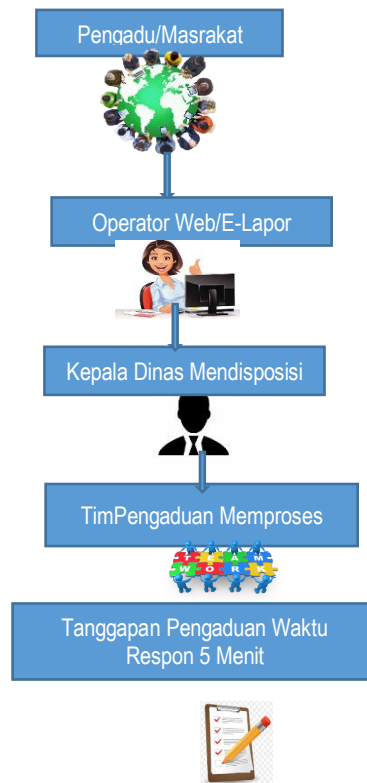 Pengadu/Masrakat
Operator Web/E-Lapor
Kepala Dinas Mendisposisi
TimPengaduan Memproses
T E A M
W O R K
Tanggapan Pengaduan Waktu
Respon 5 Menit